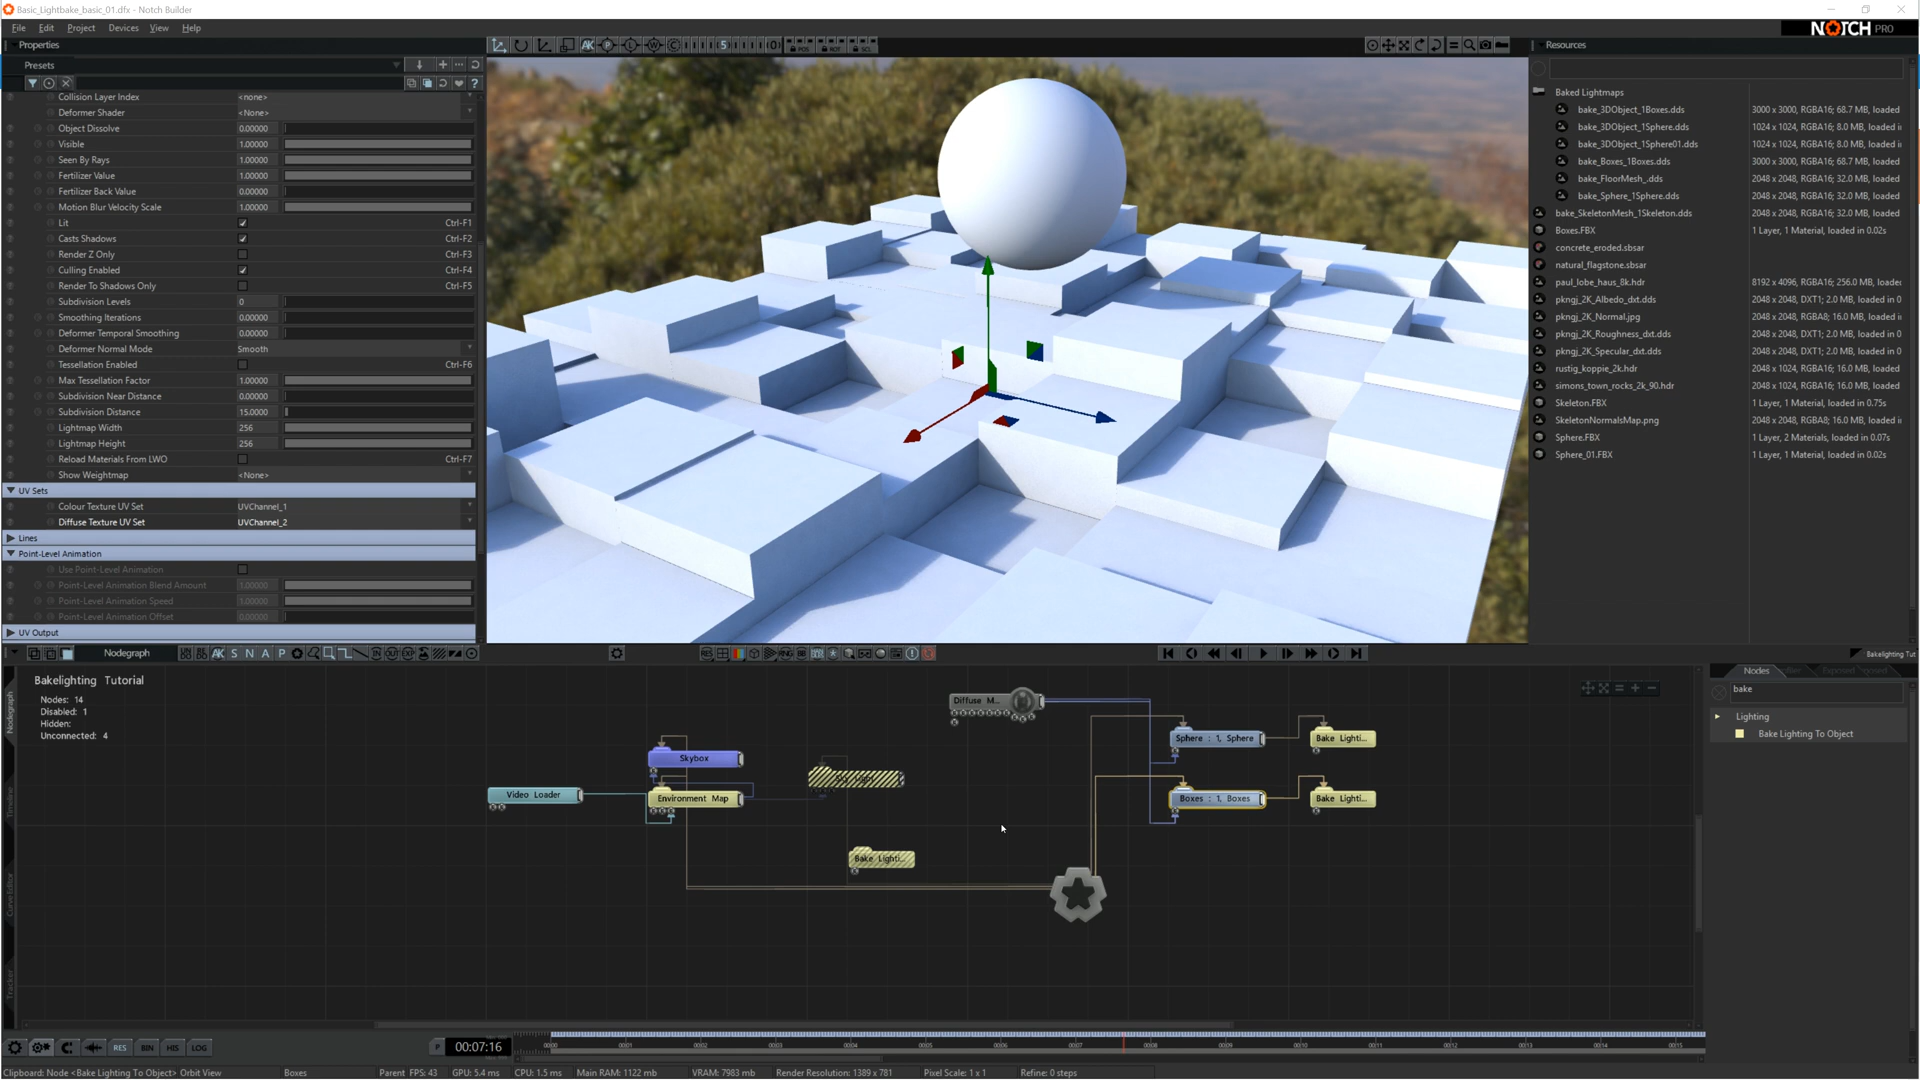 Basic_Lightbake_basic_01.dfx - Notch Builder
File Edit Project Devices View Help
NOTCH PRO
Properties
Presets
Collision Layer Index <none>
Deformer Shader <None>
Object Dissolve 0.00000
Visible 1.00000
Seen By Rays 1.00000
Fertilizer Value 1.00000
Fertilizer Back Value 0.00000
Motion Blur Velocity Scale 1.00000
Lit Ctrl-F1
Casts Shadows Ctrl-F2
Render Z Only Ctrl-F3
Culling Enabled Ctrl-F4
Render To Shadows Only Ctrl-F5
Subdivision Levels 0
Smoothing Iterations 0.00000
Deformer Temporal Smoothing 0.00000
Deformer Normal Mode Smooth
Tessellation Enabled Ctrl-F6
Max Tessellation Factor 1.00000
Subdivision Near Distance 0.00000
Subdivision Distance 15.0000
Lightmap Width 256
Lightmap Height 256
Reload Materials From LWO Ctrl-F7
Show Weightmap <None>
UV Sets
Colour Texture UV Set UVChannel_1
Diffuse Texture UV Set UVChannel_2
Lines
Point-Level Animation
Use Point-Level Animation
Point-Level Animation Blend Amount 1.00000
Point-Level Animation Speed 1.00000
Point-Level Animation Offset 0.00000
UV Output
Resources
Baked Lightmaps
bake_3DObject_1Boxes.dds 3000 x 3000, RGBA16; 68.7 MB, loaded
bake_3DObject_1Sphere.dds 1024 x 1024, RGBA16; 8.0 MB, loaded i
bake_3DObject_1Sphere01.dds 1024 x 1024, RGBA16; 8.0 MB, loaded i
bake_Boxes_1Boxes.dds 3000 x 3000, RGBA16; 68.7 MB, loaded
bake_FloorMesh_.dds 2048 x 2048, RGBA16; 32.0 MB, loaded
bake_Sphere_1Sphere.dds 2048 x 2048, RGBA16; 32.0 MB, loaded
bake_SkeletonMesh_1Skeleton.dds 2048 x 2048, RGBA16; 32.0 MB, loaded
Boxes.FBX 1 Layer, 1 Material, loaded in 0.02s
concrete_eroded.sbsar
natural_flagstone.sbsar
paul_lobe_haus_8k.hdr 8192 x 4096, RGBA16; 256.0 MB, loade
pkngj_2K_Albedo_dxt.dds 2048 x 2048, DXT1; 2.0 MB, loaded in 0
pkngj_2K_Normal.jpg 2048 x 2048, RGBA8; 16.0 MB, loaded in
pkngj_2K_Roughness_dxt.dds 2048 x 2048, DXT1; 2.0 MB, loaded in 0
pkngj_2K_Specular_dxt.dds 2048 x 2048, DXT1; 2.0 MB, loaded in 0
rustig_koppie_2k.hdr 2048 x 1024, RGBA16; 16.0 MB, loaded
simons_town_rocks_2k_90.hdr 2048 x 1024, RGBA16; 16.0 MB, loaded
Skeleton.FBX 1 Layer, 1 Material, loaded in 0.75s
SkeletonNormalsMap.png 2048 x 2048, RGBA8; 16.0 MB, loaded in
Sphere.FBX 1 Layer, 2 Materials, loaded in 0.07s
Sphere_01.FBX 1 Layer, 1 Material, loaded in 0.02s
Nodegraph
Bakelighting Tut
Bakelighting Tutorial
Nodes: 14
Disabled: 1
Hidden:
Unconnected: 4
Nodegraph
Timeline
Curve Editor
Tracker
Diffuse M...
Sphere : 1, Sphere
Bake Lighti...
Skybox
Video Loader
Environment Map
Boxes : 1, Boxes
Bake Lighti...
Bake Lighti...
Nodes
bake
Lighting
Bake Lighting To Object
RES BIN HIS LOG
00:07:16
Clipboard: Node <Bake Lighting To Object> Orbit View Boxes Parent FPS: 43 GPU: 5.4 ms CPU: 1.5 ms Main RAM: 1122 mb VRAM: 7983 mb Render Resolution: 1389 x 781 Pixel Scale: 1 x 1 Refine: 0 steps